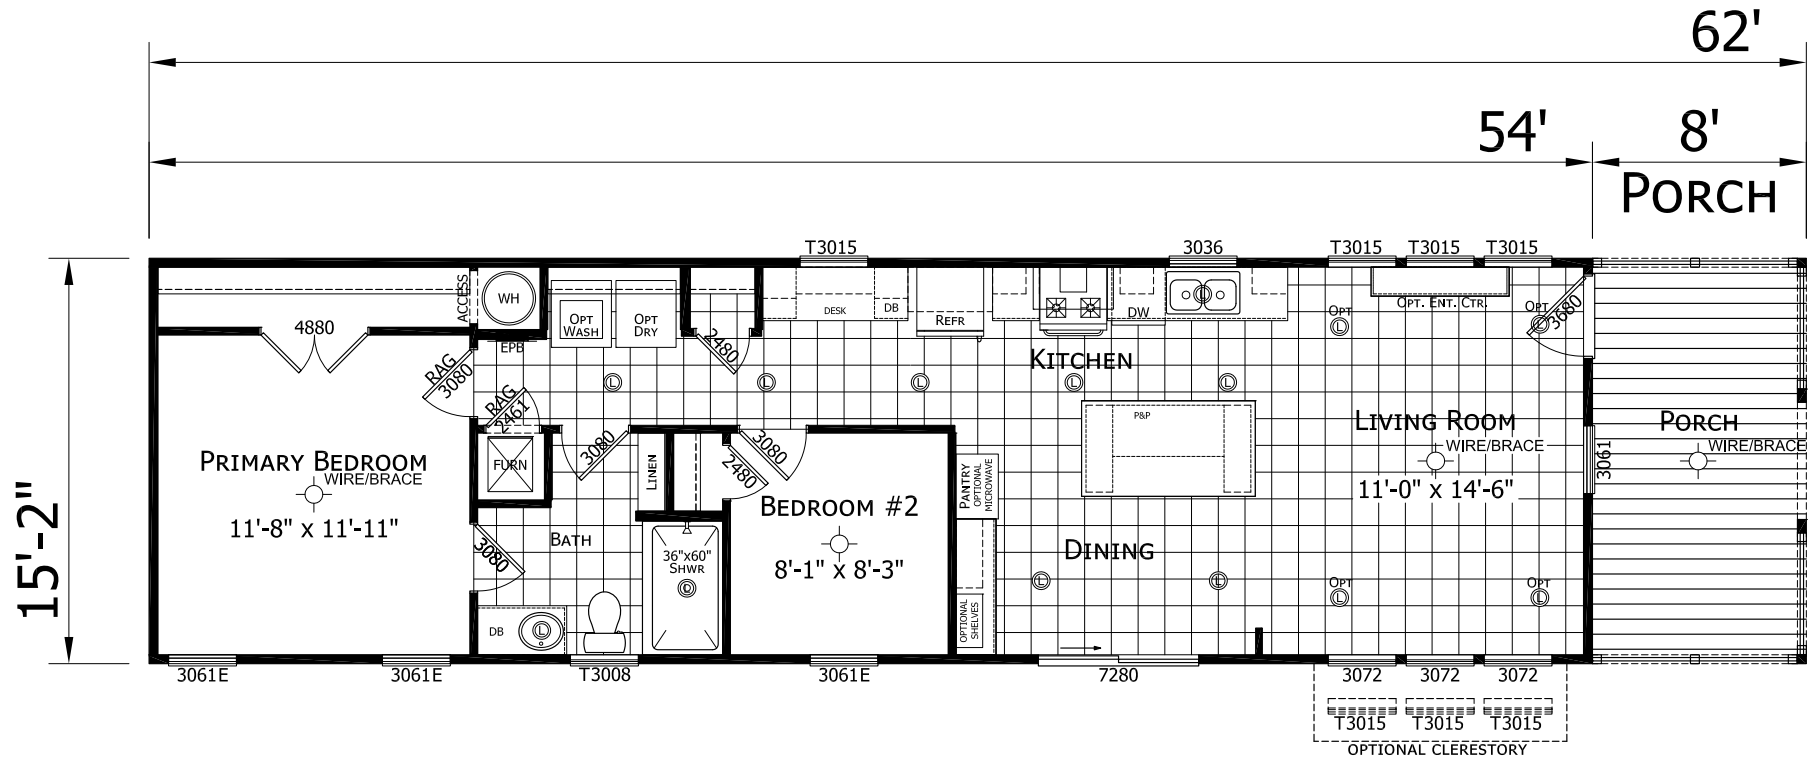 62'
54'
8'
PORCH
15'-2"
T3015
3036
T3015
T3015
T3015
ACCESS
WH
OPT
WASH
OPT
DRY
DESK
DB
REFR
DW
OPT. ENT. CTR.
OPT
L
OPT
L
3680
4880
EPB
2480
KITCHEN
RAG
3080
RAG
2461
L
L
L
L
L
L
P&P
LIVING ROOM
WIRE/BRACE
11'-0" X 14'-6"
3061
PORCH
WIRE/BRACE
PRIMARY BEDROOM
WIRE/BRACE
11'-8" X 11'-11"
FURN
3080
LINEN
2480
3080
BEDROOM #2
8'-1" X 8'-3"
PANTRY
OPTIONAL
MICROWAVE
DINING
BATH
3080
36"x60"
SHWR
L
L
OPT
L
OPT
L
DB
L
OPTIONAL
SHELVES
3061E
3061E
T3008
3061E
7280
3072
3072
3072
T3015
T3015
T3015
OPTIONAL CLERESTORY